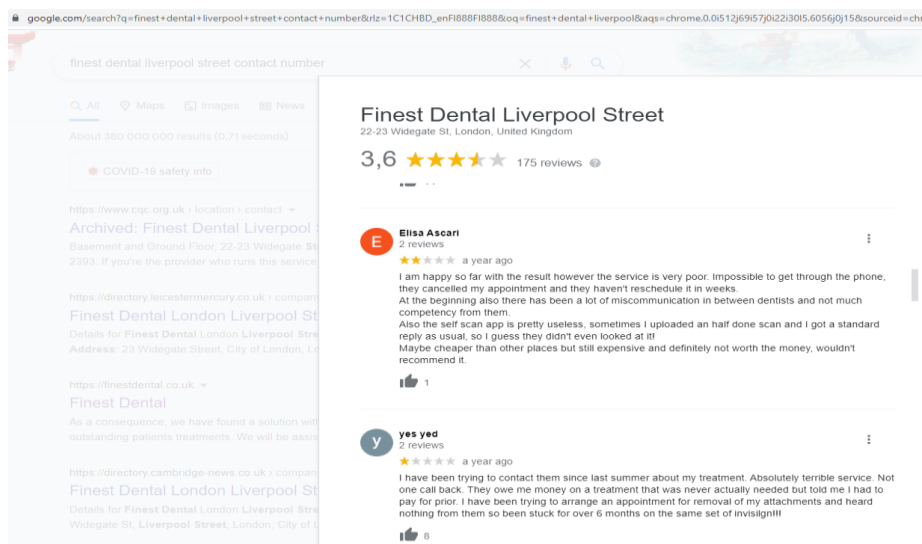 google.com/search?q=finest+dental+liverpool+street+contact+number&rlz=1C1CHBD_enFI888FI888&oq=finest+dental+liverpool&aqs=chrome.0.0i512j69i57j0i22i30l5.6056j0j15&sourceid=chr
finest dental liverpool street contact number
All Maps Images News
About 380 000 000 results (0,71 seconds)
COVID-19 safety info
https://www.cqc.org.uk › location › contact
Archived: Finest Dental Liverpool
Basement and Ground Floor, 22-23 Widegate St
2393. If you're the provider who runs this service
https://directory.leicestermercury.co.uk › company
Finest Dental London Liverpool St
Details for Finest Dental London Liverpool Stre
Address: 23 Widegate Street, City of London, Lo
https://finestdental.co.uk
Finest Dental
As a consequence, we have found a solution with
outstanding patients treatments. We will be assis
https://directory.cambridge-news.co.uk › company
Finest Dental London Liverpool St
Details for Finest Dental London Liverpool Stre
Widegate St, Liverpool Street, London, City of L
Finest Dental Liverpool Street
22-23 Widegate St, London, United Kingdom
3,6 175 reviews
E
Elisa Ascari
2 reviews
a year ago
I am happy so far with the result however the service is very poor. Impossible to get through the phone,
they cancelled my appointment and they haven't reschedule it in weeks.
At the beginning also there has been a lot of miscommunication in between dentists and not much
competency from them.
Also the self scan app is pretty useless, sometimes I uploaded an half done scan and I got a standard
reply as usual, so I guess they didn't even looked at it!
Maybe cheaper than other places but still expensive and definitely not worth the money, wouldn't
recommend it.
1
y
yes yed
2 reviews
a year ago
I have been trying to contact them since last summer about my treatment. Absolutely terrible service. Not
one call back. They owe me money on a treatment that was never actually needed but told me I had to
pay for prior. I have been trying to arrange an appointment for removal of my attachments and heard
nothing from them so been stuck for over 6 months on the same set of invisilgn!!!
8